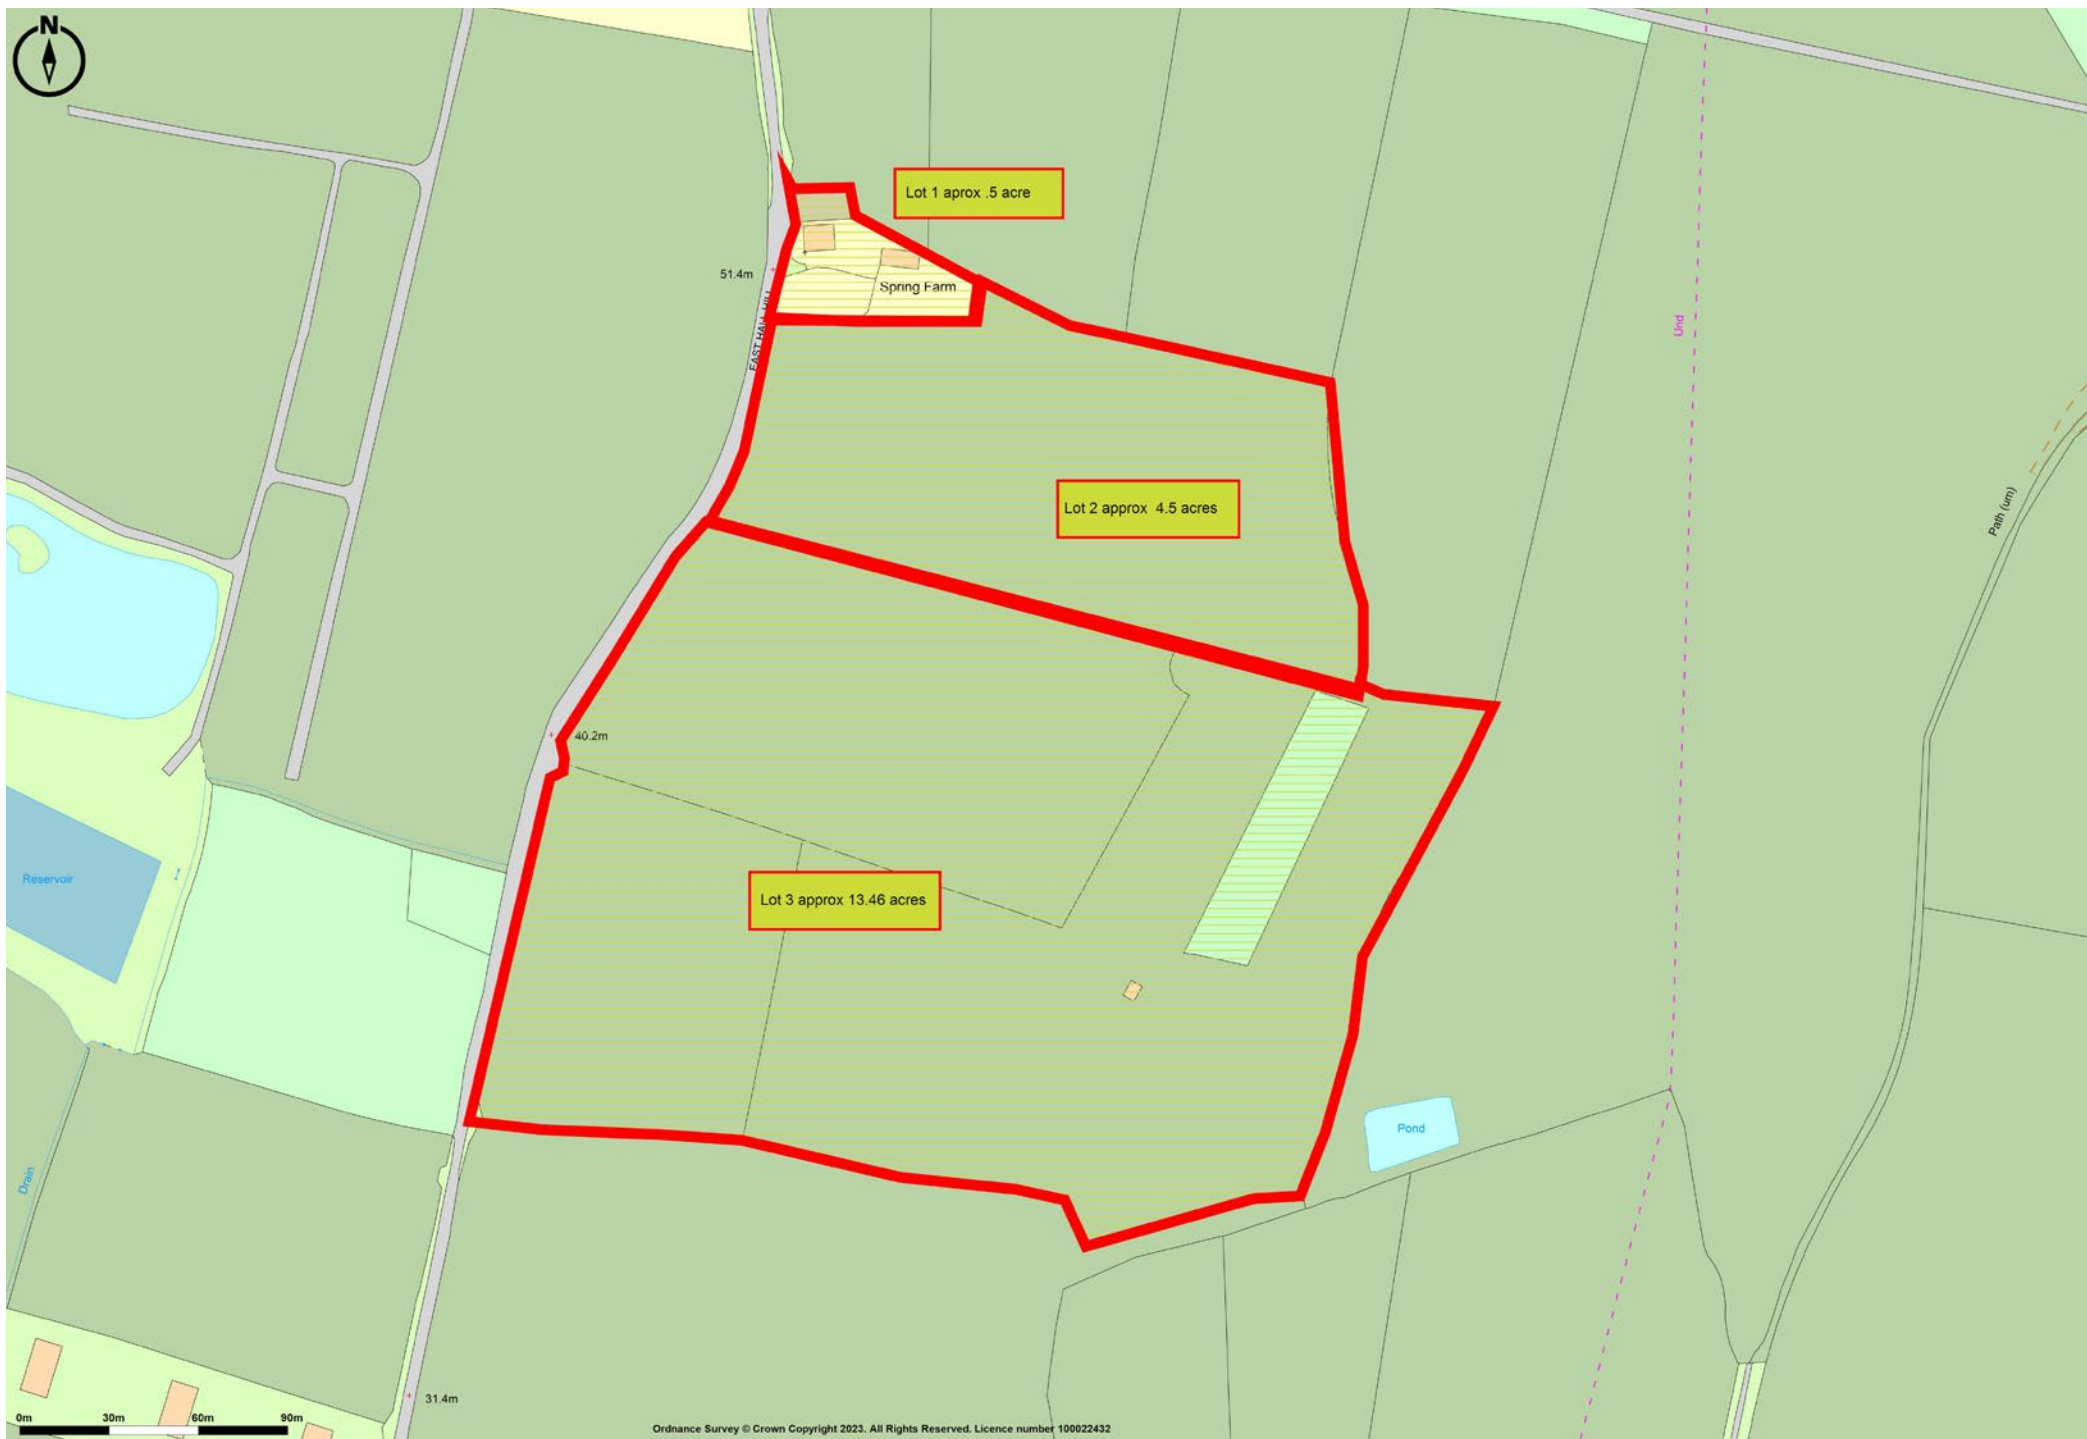 N
Lot 1 aprox .5 acre
51.4m
Spring Farm
EAST HALL HILL
Und
Lot 2 approx 4.5 acres
Path (um)
40.2m
Reservoir
Lot 3 approx 13.46 acres
Pond
Drain
31.4m
0m 30m 60m 90m
Ordnance Survey © Crown Copyright 2023. All Rights Reserved. Licence number 100022432